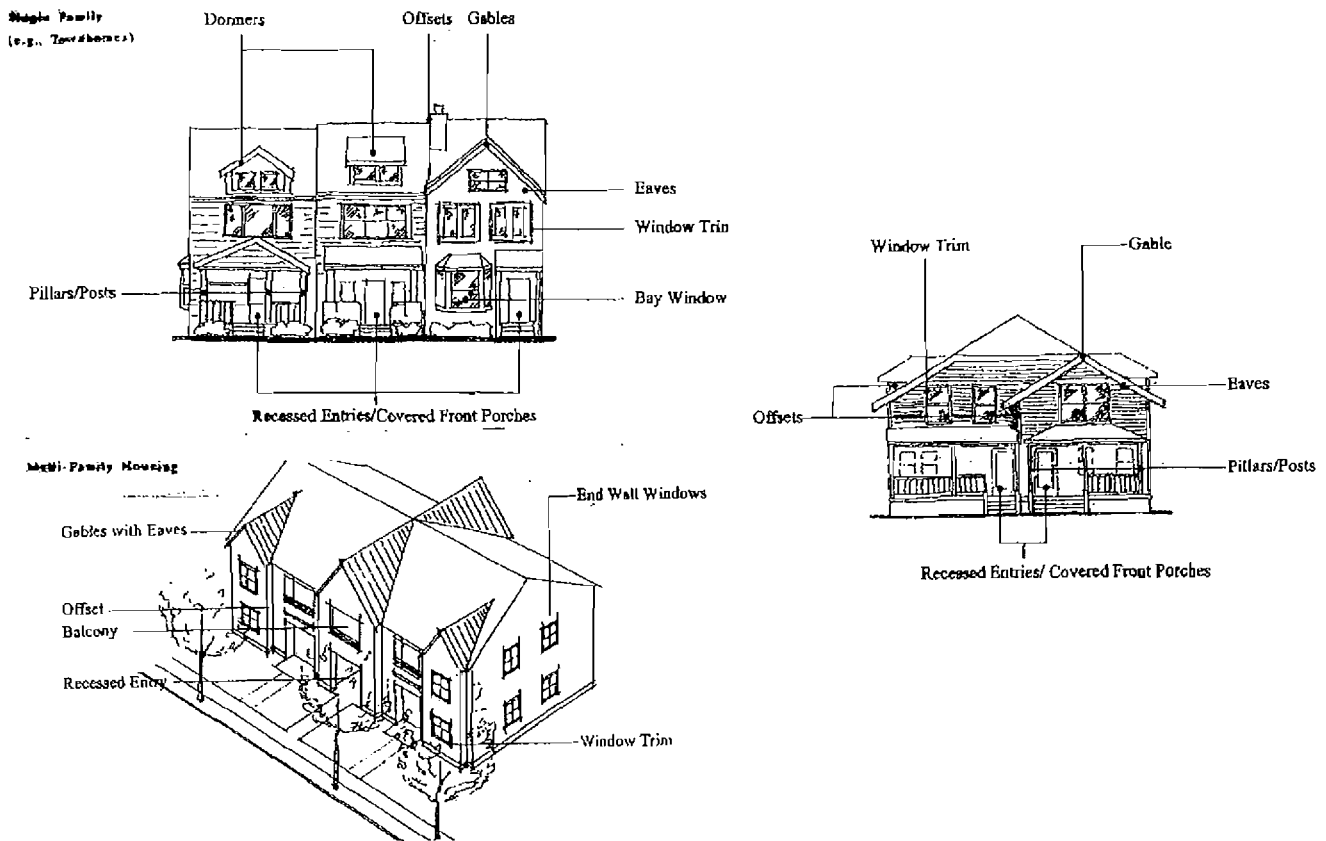 Single Family
(e.g., Townhomes)
Dormers
Offsets Gables
Eaves
Window Trim
Pillars/Posts
Bay Window
Recessed Entries/Covered Front Porches
Window Trim
Gable
Eaves
Offsets
Pillars/Posts
Recessed Entries/ Covered Front Porches
Multi-Family Housing
End Wall Windows
Gables with Eaves
Offset
Balcony
Recessed Entry
Window Trim